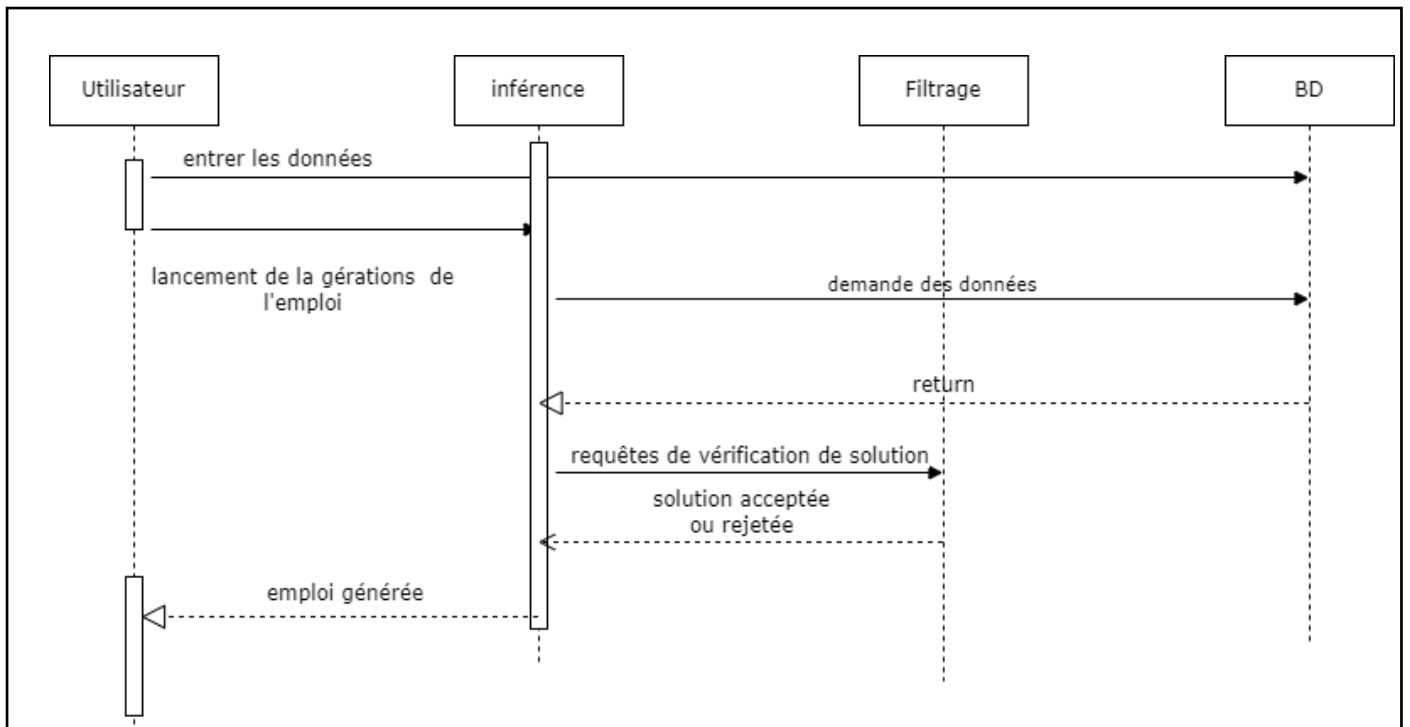 Utilisateur
inférence
Filtrage
BD
entrer les données
lancement de la gérations de
l'emploi
demande des données
return
requêtes de vérification de solution
solution acceptée
ou rejetée
emploi générée